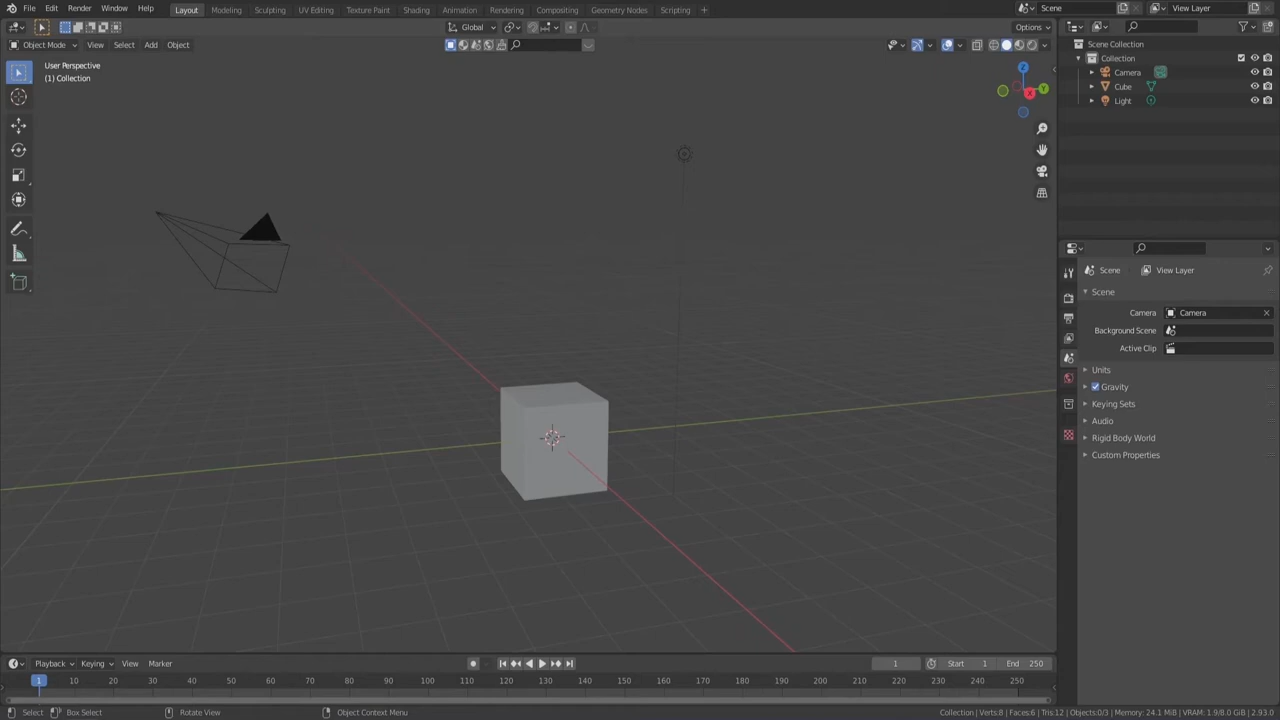 File Edit Render Window Help Layout Modeling Sculpting UV Editing Texture Paint Shading Animation Rendering Compositing Geometry Nodes Scripting + Scene View Layer
Global Options
Object Mode View Select Add Object
User Perspective
(1) Collection
Z
Y
X
Scene Collection
Collection
Camera
Cube
Light
Scene View Layer
Scene
Camera Camera
Background Scene
Active Clip
Units
Gravity
Keying Sets
Audio
Rigid Body World
Custom Properties
Playback Keying View Marker 1 Start 1 End 250
1 10 20 30 40 50 60 70 80 90 100 110 120 130 140 150 160 170 180 190 200 210 220 230 240 250
Select Box Select Rotate View Object Context Menu Collection | Verts:8 | Faces:6 | Tris:12 | Objects:0/3 | Memory: 24.1 MiB | VRAM: 1.9/8.0 GiB | 2.93.0